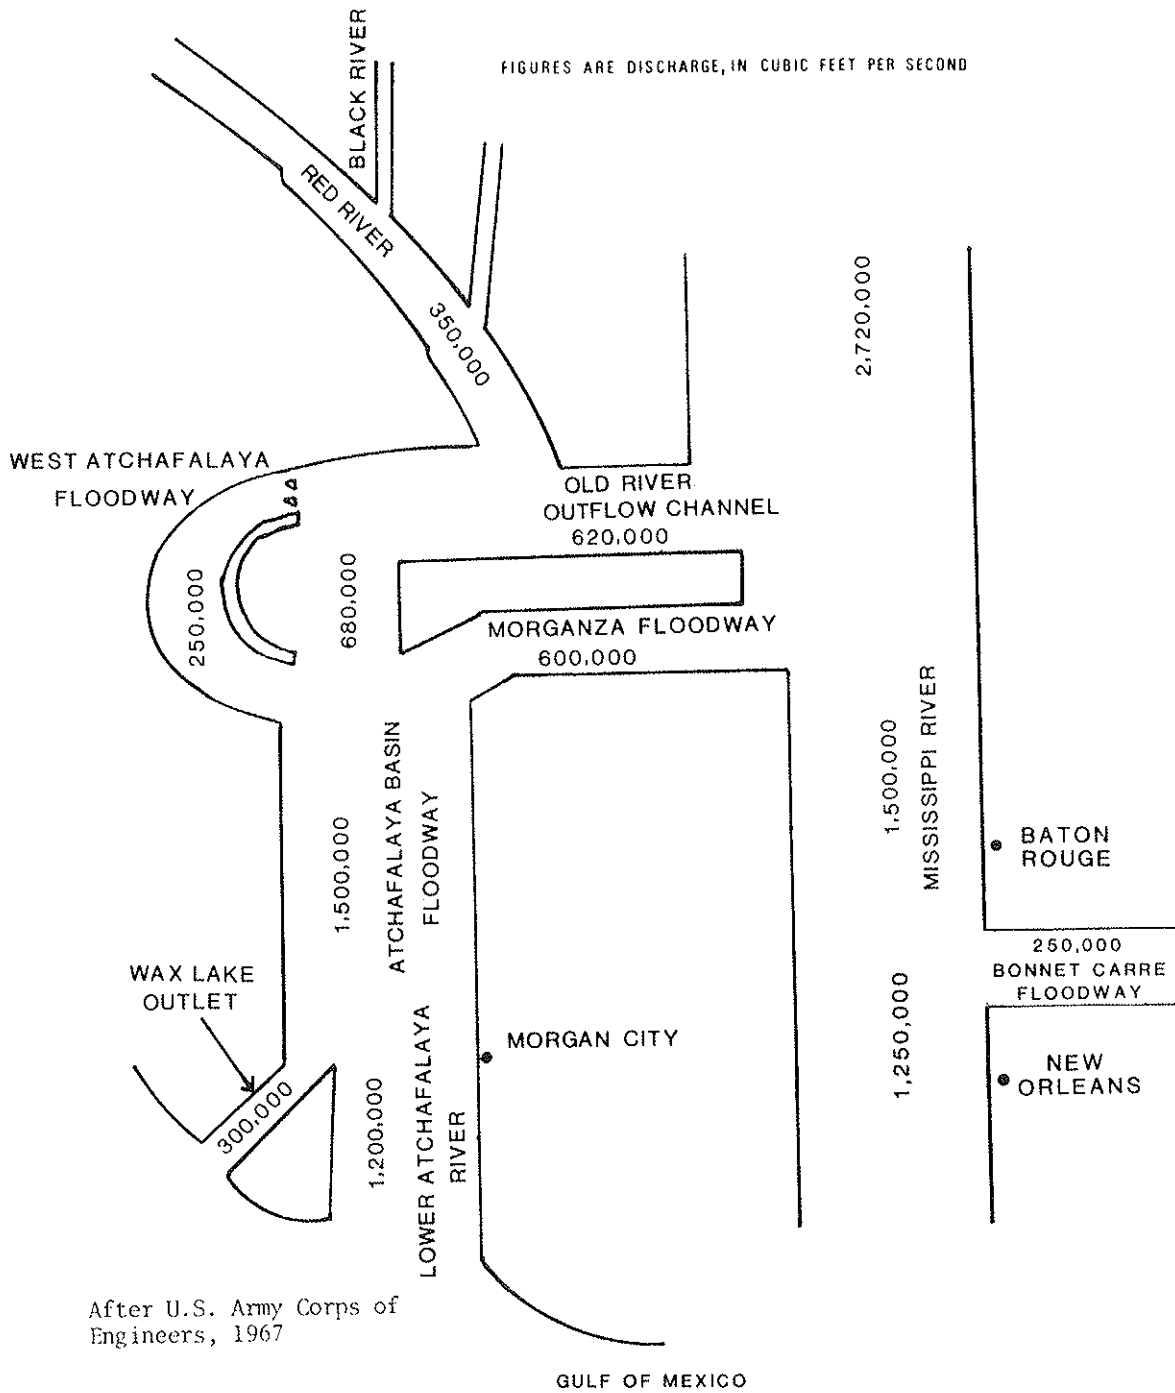 FIGURES ARE DISCHARGE, IN CUBIC FEET PER SECOND
BLACK RIVER
RED RIVER
350,000
2,720,000
WEST ATCHAFALAYA
FLOODWAY
OLD RIVER
OUTFLOW CHANNEL
620,000
250,000
680,000
MORGANZA FLOODWAY
600,000
ATCHAFALAYA BASIN
FLOODWAY
1,500,000
1,500,000
MISSISSIPPI RIVER
BATON
ROUGE
250,000
BONNET CARRE
FLOODWAY
WAX LAKE
OUTLET
300,000
1,200,000
LOWER ATCHAFALAYA
RIVER
MORGAN CITY
1,250,000
NEW
ORLEANS
After U.S. Army Corps of
Engineers, 1967
GULF OF MEXICO